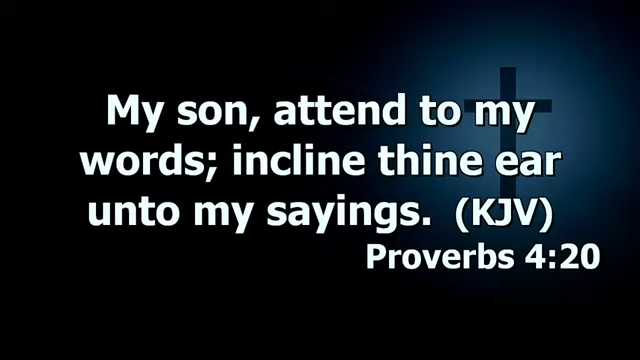 My son, attend to my
words; incline thine ear
unto my sayings. (KJV)
Proverbs 4:20